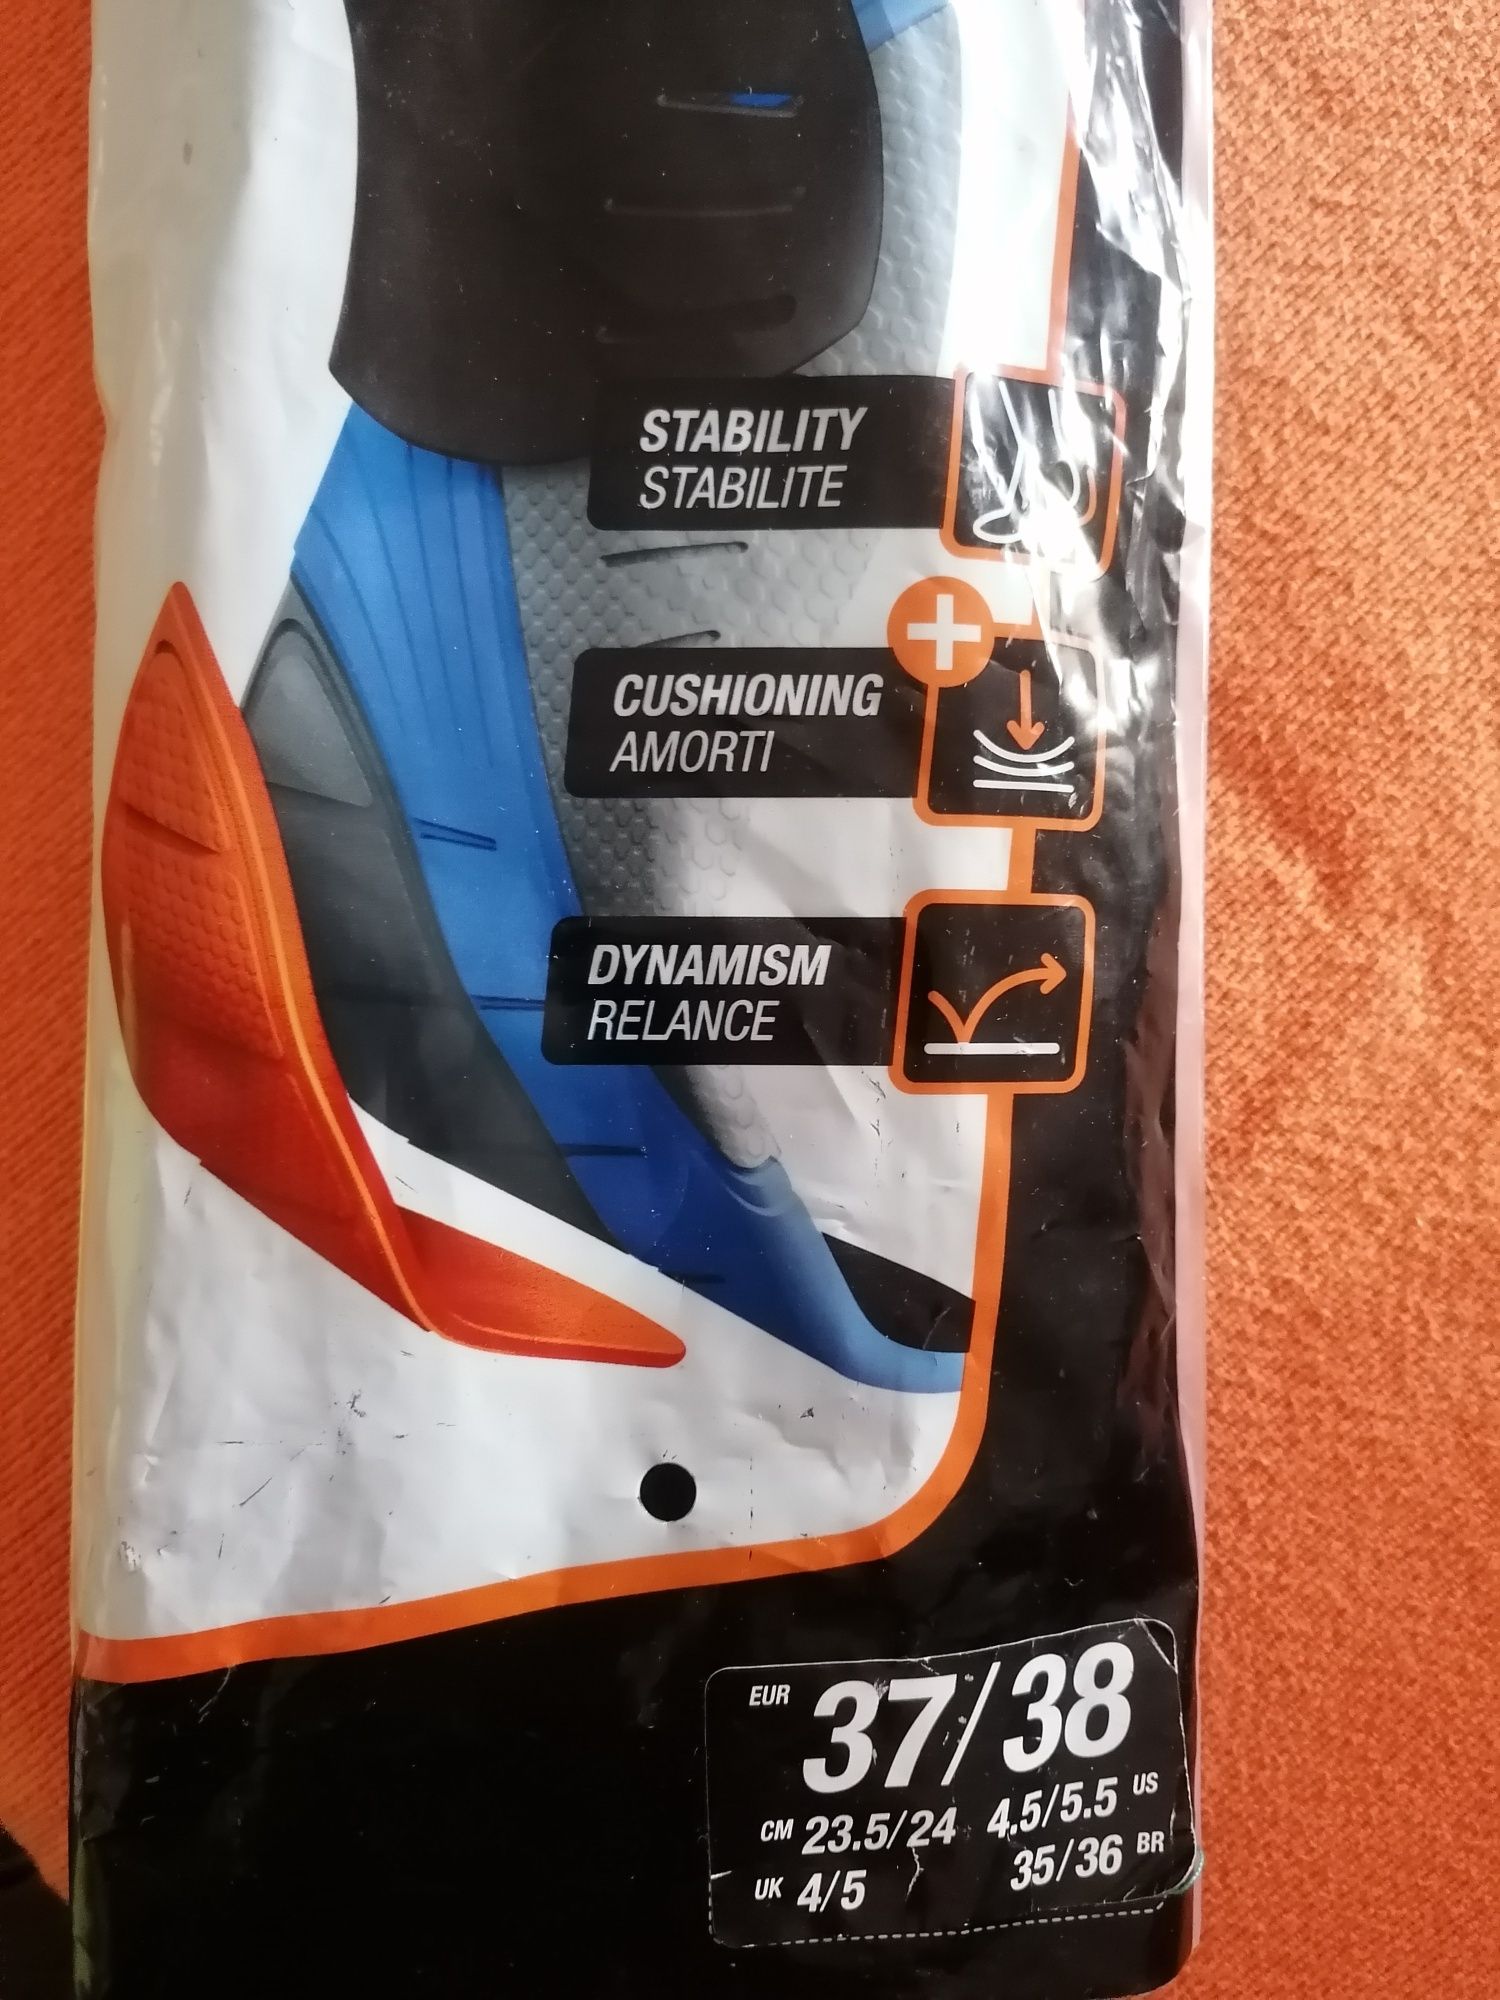 STABILITY
STABILITE
CUSHIONING
AMORTI
DYNAMISM
RELANCE
EUR 37/38
CM 23.5/24 4.5/5.5 US
UK 4/5 35/36 BR